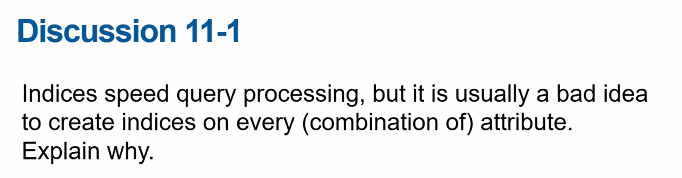 Discussion 11-1
Indices speed query processing, but it is usually a bad idea
to create indices on every (combination of) attribute.
Explain why.